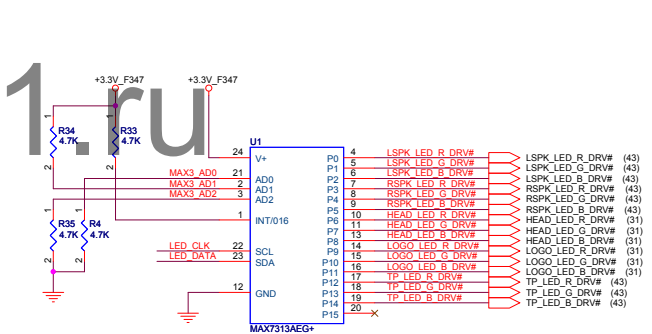 1.ru
+3.3V_F347 +3.3V_F347
1 1
R34 R33
4.7K 4.7K
2 2
U1
24 V+ P0 4 LSPK_LED_R_DRV# LSPK_LED_R_DRV# (43)
P1 5 LSPK_LED_G_DRV# LSPK_LED_G_DRV# (43)
MAX3_AD0 21 AD0 P2 6 LSPK_LED_B_DRV# LSPK_LED_B_DRV# (43)
MAX3_AD1 2 AD1 P3 7 RSPK_LED_R_DRV# RSPK_LED_R_DRV# (43)
MAX3_AD2 3 AD2 P4 8 RSPK_LED_G_DRV# RSPK_LED_G_DRV# (43)
P5 9 RSPK_LED_B_DRV# RSPK_LED_B_DRV# (43)
1 1 1 INT/016 P6 10 HEAD_LED_R_DRV# HEAD_LED_R_DRV# (31)
R35 R4 P7 11 HEAD_LED_G_DRV# HEAD_LED_G_DRV# (31)
4.7K 4.7K P8 13 HEAD_LED_B_DRV# HEAD_LED_B_DRV# (31)
LED_CLK 22 SCL P9 14 LOGO_LED_R_DRV# LOGO_LED_R_DRV# (31)
2 2 LED_DATA 23 SDA P10 15 LOGO_LED_G_DRV# LOGO_LED_G_DRV# (31)
P11 16 LOGO_LED_B_DRV# LOGO_LED_B_DRV# (31)
P12 17 TP_LED_R_DRV# TP_LED_R_DRV# (43)
12 GND P13 18 TP_LED_G_DRV# TP_LED_G_DRV# (43)
P14 19 TP_LED_B_DRV# TP_LED_B_DRV# (43)
P15 20
MAX7313AEG+